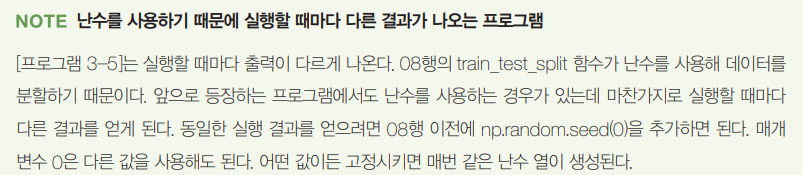 NOTE 난수를 사용하기 때문에 실행할 때마다 다른 결과가 나오는 프로그램
[프로그램 3-5]는 실행할 때마다 출력이 다르게 나온다. 08행의 train_test_split 함수가 난수를 사용해 데이터를
분할하기 때문이다. 앞으로 등장하는 프로그램에서도 난수를 사용하는 경우가 있는데 마찬가지로 실행할 때마다
다른 결과를 얻게 된다. 동일한 실행 결과를 얻으려면 08행 이전에 np.random.seed(0)을 추가하면 된다. 매개
변수 0은 다른 값을 사용해도 된다. 어떤 값이든 고정시키면 매번 같은 난수 열이 생성된다.